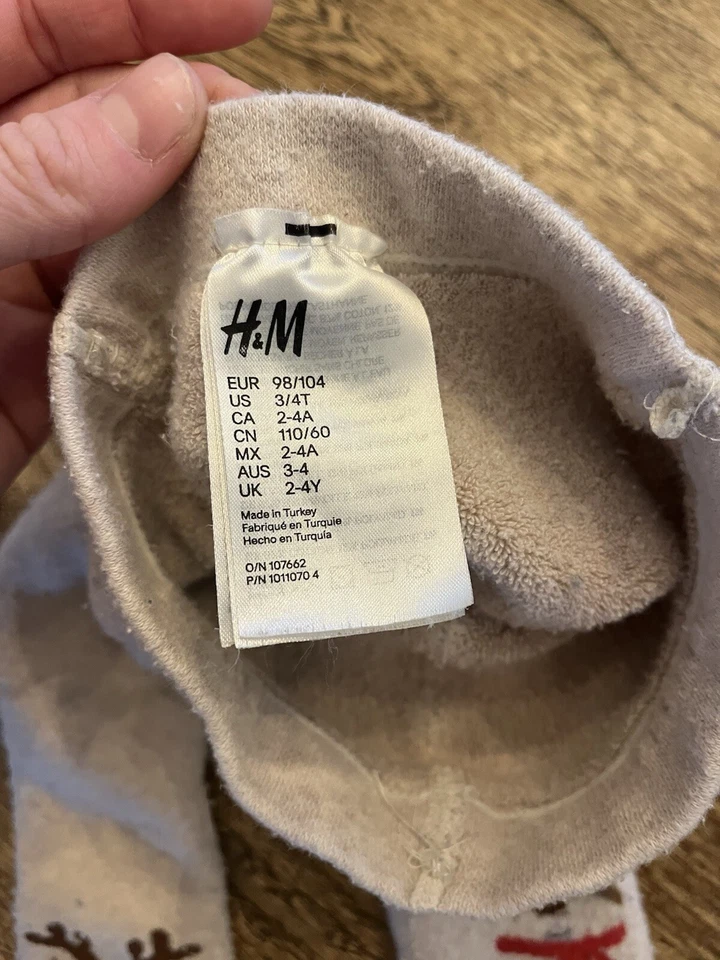 H&M
EUR 98/104
US 3/4T
CA 2-4A
CN 110/60
MX 2-4A
AUS 3-4
UK 2-4Y
Made in Turkey
Fabriqué en Turquie
Hecho en Turquía
O/N 107662
P/N 1011070 4